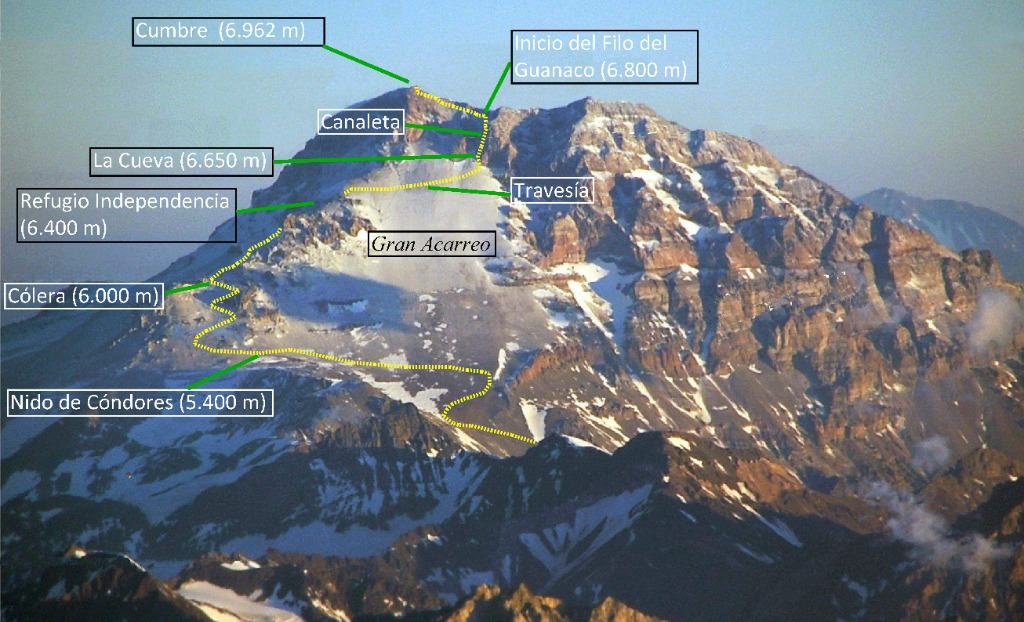 Cumbre (6.962 m)
Inicio del Filo del
Guanaco (6.800 m)
Canaleta
La Cueva (6.650 m)
Travesía
Refugio Independencia
(6.400 m)
Gran Acarreo
Cólera (6.000 m)
Nido de Cóndores (5.400 m)